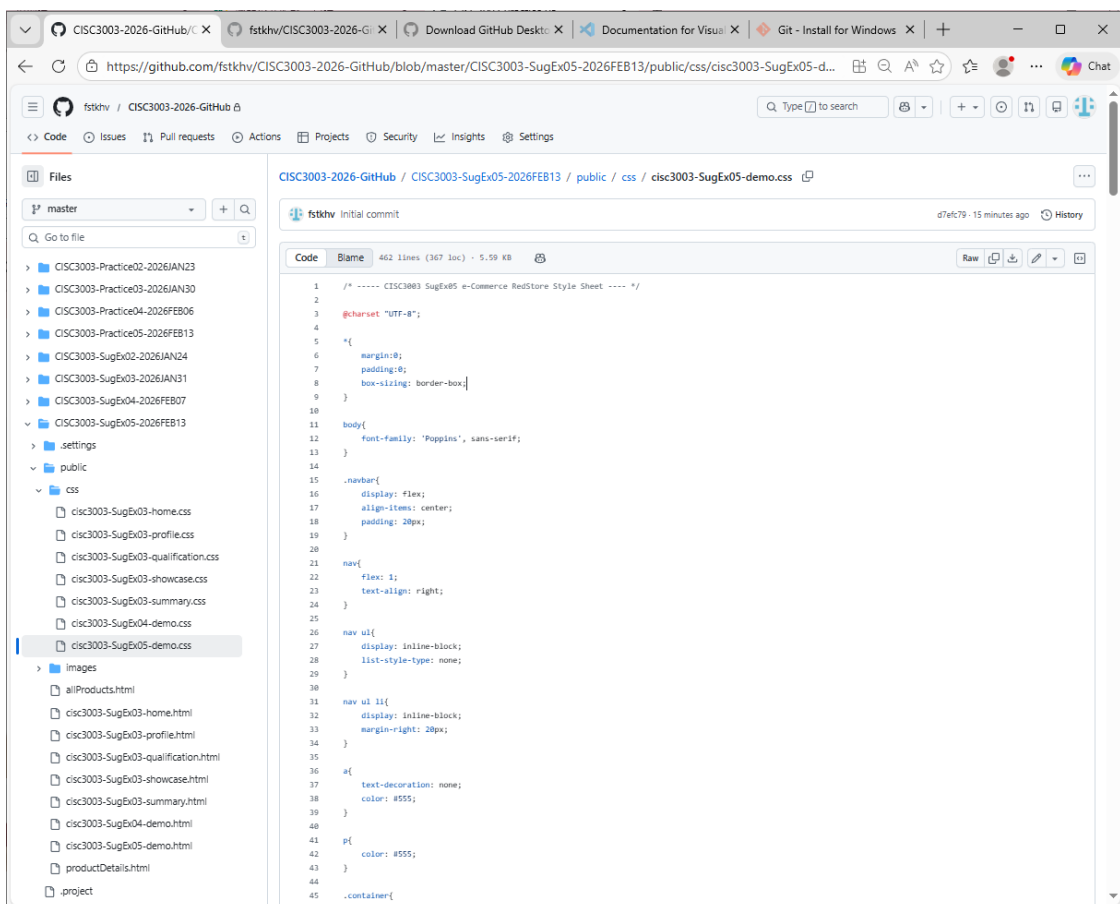 CISC3003-2026-GitHub/C
fstkhv/CISC3003-2026-Gi
Download GitHub Deskto
Documentation for Visual
Git - Install for Windows
https://github.com/fstkhv/CISC3003-2026-GitHub/blob/master/CISC3003-SugEx05-2026FEB13/public/css/cisc3003-SugEx05-d...
Chat
fstkhv / CISC3003-2026-GitHub
Type / to search
Code
Issues
Pull requests
Actions
Projects
Security
Insights
Settings
Files
master
Go to file
t
CISC3003-Practice02-2026JAN23
CISC3003-Practice03-2026JAN30
CISC3003-Practice04-2026FEB06
CISC3003-Practice05-2026FEB13
CISC3003-SugEx02-2026JAN24
CISC3003-SugEx03-2026JAN31
CISC3003-SugEx04-2026FEB07
CISC3003-SugEx05-2026FEB13
.settings
public
css
cisc3003-SugEx03-home.css
cisc3003-SugEx03-profile.css
cisc3003-SugEx03-qualification.css
cisc3003-SugEx03-showcase.css
cisc3003-SugEx03-summary.css
cisc3003-SugEx04-demo.css
cisc3003-SugEx05-demo.css
images
allProducts.html
cisc3003-SugEx03-home.html
cisc3003-SugEx03-profile.html
cisc3003-SugEx03-qualification.html
cisc3003-SugEx03-showcase.html
cisc3003-SugEx03-summary.html
cisc3003-SugEx04-demo.html
cisc3003-SugEx05-demo.html
productDetails.html
.project
CISC3003-2026-GitHub / CISC3003-SugEx05-2026FEB13 / public / css / cisc3003-SugEx05-demo.css
fstkhv Initial commit
d7efc79 · 15 minutes ago
History
Code
Blame
462 lines (367 loc) · 5.59 KB
Raw
1 /* ----- CISC3003 SugEx05 e-Commerce RedStore Style Sheet ---- */
2
3 @charset "UTF-8";
4
5 *{
6 margin:0;
7 padding:0;
8 box-sizing: border-box;
9 }
10
11 body{
12 font-family: 'Poppins', sans-serif;
13 }
14
15 .navbar{
16 display: flex;
17 align-items: center;
18 padding: 20px;
19 }
20
21 nav{
22 flex: 1;
23 text-align: right;
24 }
25
26 nav ul{
27 display: inline-block;
28 list-style-type: none;
29 }
30
31 nav ul li{
32 display: inline-block;
33 margin-right: 20px;
34 }
35
36 a{
37 text-decoration: none;
38 color: #555;
39 }
40
41 p{
42 color: #555;
43 }
44
45 .container{